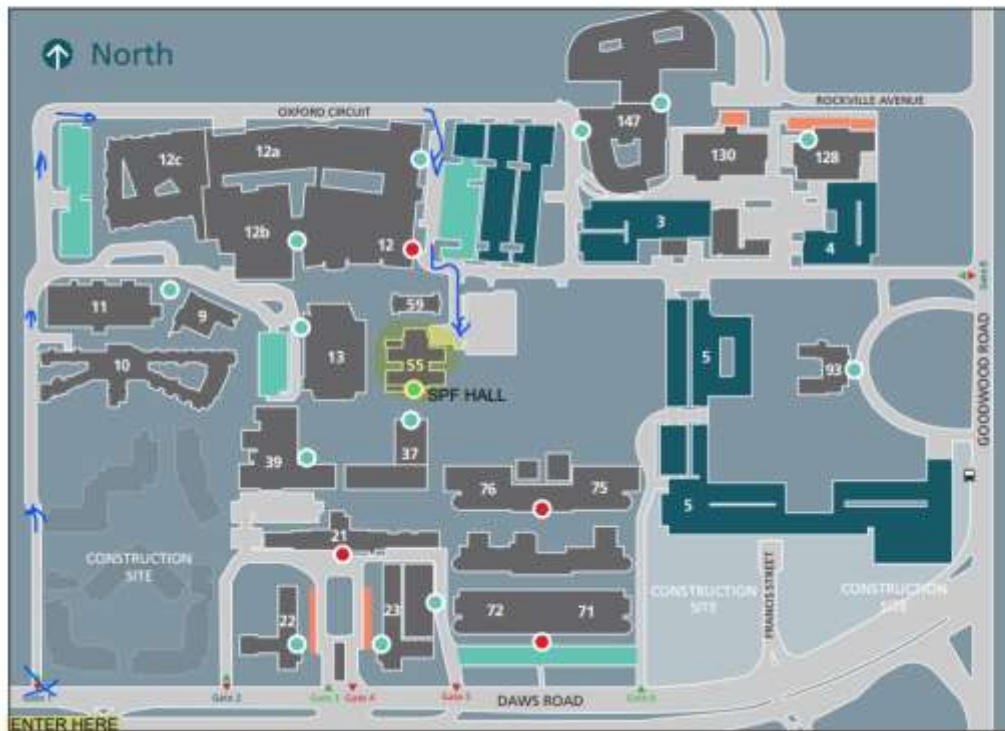 North
OXFORD CIRCUIT
ROCKVILLE AVENUE
147
12c
12a
130
128
12b
12
3
4
11
9
59
13
55
10
SPF HALL
5
93
GOODWOOD ROAD
39
37
76
75
5
21
CONSTRUCTION
SITE
CONSTRUCTION
SITE
FRANCIS STREET
CONSTRUCTION
SITE
22
23
72
71
Gate 1
Gate 2
Gate 3
Gate 4
Gate 5
DAWS ROAD
ENTER HERE